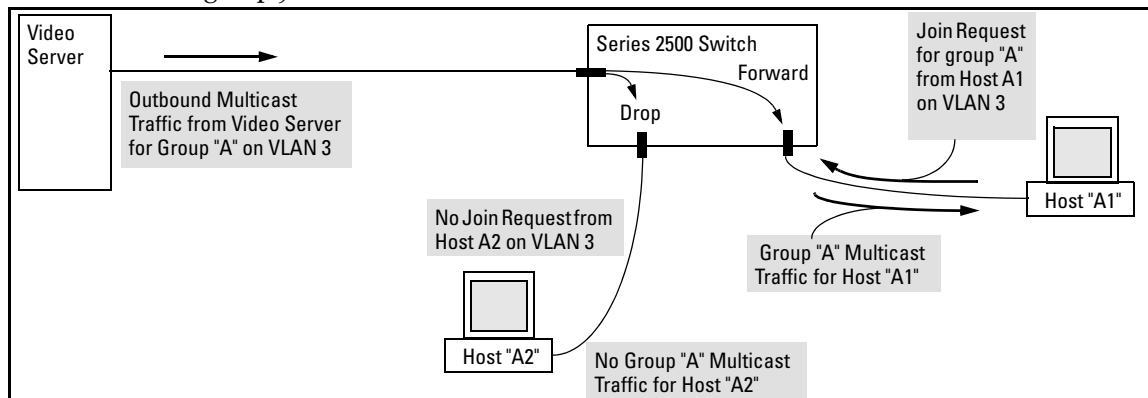 Video
Server
Outbound Multicast
Traffic from Video Server
for Group "A" on VLAN 3
Series 2500 Switch
Forward
Drop
Join Request
for group "A"
from Host A1
on VLAN 3
Host "A1"
No Join Request from
Host A2 on VLAN 3
Group "A" Multicast
Traffic for Host "A1"
Host "A2"
No Group "A" Multicast
Traffic for Host "A2"